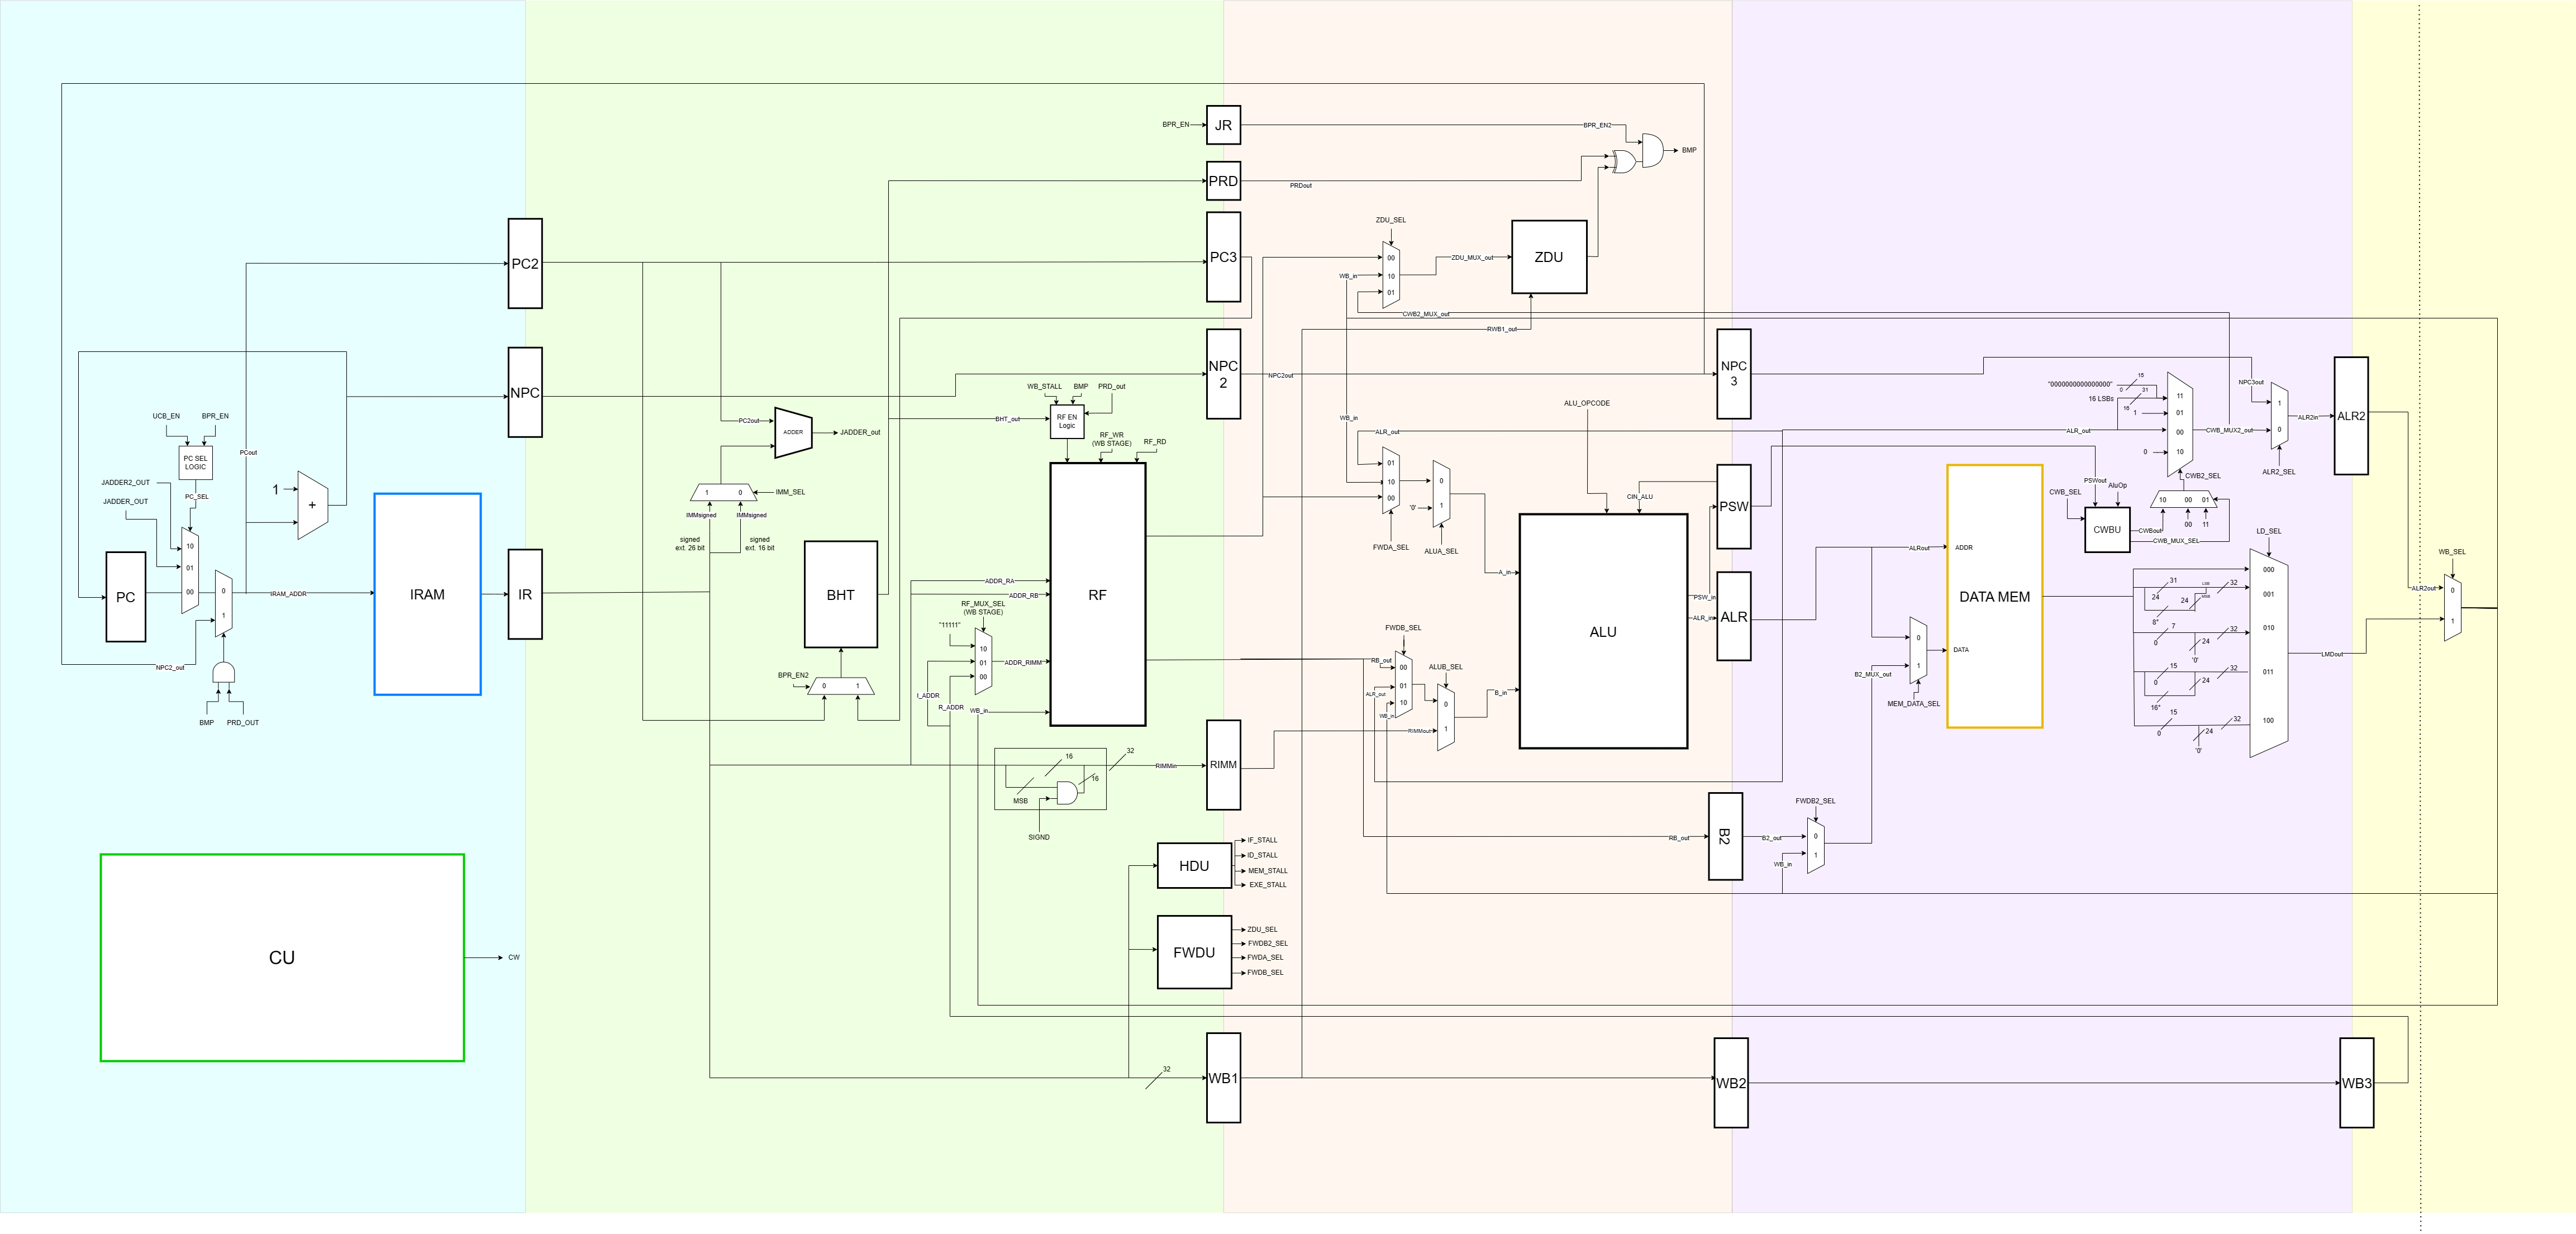 BPR_EN
JR
BPR_EN2
BMP
PRD
PRDout
PC2
PC3
ZDU_SEL
00
10
01
WB_in
ZDU_MUX_out
ZDU
CWB2_MUX_out
RWB1_out
NPC
NPC
2
NPC2out
NPC
3
NPC3out
UCB_EN
BPR_EN
PC SEL
LOGIC
PC_SEL
JADDER2_OUT
JADDER_OUT
10
01
00
PC
0
1
NPC2_out
BMP
PRD_OUT
PCout
1
+
IRAM_ADDR
IRAM
IR
PC2out
ADDER
JADDER_out
1
0
IMM_SEL
IMMsigned
IMMsigned
signed
ext. 26 bit
signed
ext. 16 bit
BHT
BPR_EN2
0
1
BHT_out
WB_STALL
BMP
PRD_out
RF EN
Logic
RF_WR
(WB STAGE)
RF_RD
RF
ADDR_RA
ADDR_RB
RF_MUX_SEL
(WB STAGE)
"11111"
10
01
00
ADDR_RIMM
I_ADDR
R_ADDR
WB_in
16
32
16
MSB
SIGND
RIMMin
RIMM
HDU
IF_STALL
ID_STALL
MEM_STALL
EXE_STALL
FWDU
ZDU_SEL
FWDB2_SEL
FWDA_SEL
FWDB_SEL
CU
CW
32
WB1
WB2
WB3
WB_in
ALR_out
01
10
00
FWDA_SEL
0
'0'
1
ALUA_SEL
ALU_OPCODE
CIN_ALU
A_in
ALU
PSW_in
ALR_in
PSW
ALR
FWDB_SEL
RB_out
00
ALR_out
01
10
Wb_in
ALUB_SEL
0
1
B_in
RIMMout
RB_out
B2
B2_out
FWDB2_SEL
0
1
WB_in
B2_MUX_out
0
1
MEM_DATA_SEL
ALRout
ADDR
DATA MEM
DATA
"0000000000000000"
15
0
31
16 LSBs
16
1
ALR_out
0
11
01
00
10
CWB_MUX2_out
CWB2_SEL
10
00
01
00
11
CWB_SEL
PSWout
AluOp
CWBU
CWBout
CWB_MUX_SEL
1
0
ALR2_SEL
ALR2in
ALR2
LD_SEL
000
001
010
011
100
31
LSB
32
24
24
MSB
8*
7
32
0
24
'0'
15
32
0
24
16*
15
32
0
24
'0'
LMDout
WB_SEL
ALR2out
0
1